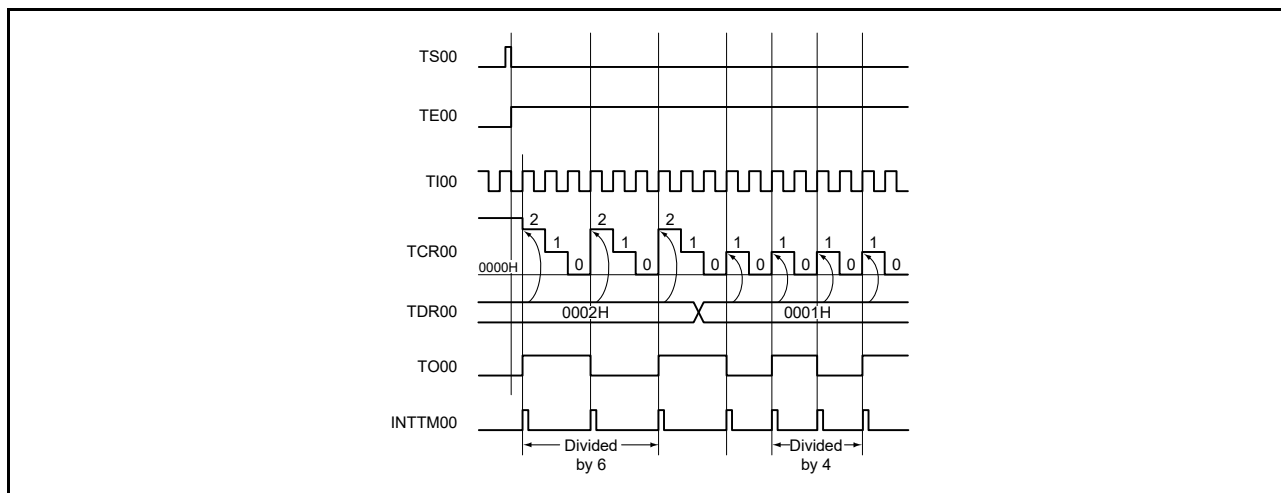 TS00
TE00
TI00
2 2 2
1 1 1 1 1 1 1
TCR00
0 0 0 0 0 0 0
0000H
TDR00
0002H 0001H
TO00
INTTM00
Divided by 6
Divided by 4